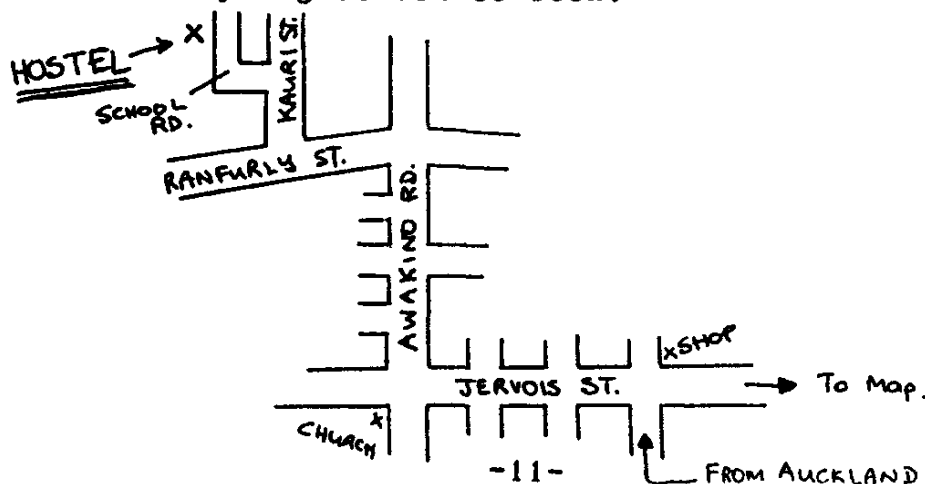 HOSTEL
X
SCHOOL
RD.
KAURI ST.
RANFURLY ST.
AWAKINO RD.
x SHOP
JERVOIS ST.
To Map.
x
CHURCH
-11-
FROM AUCKLAND